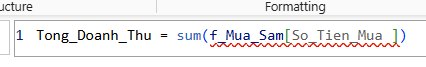 ucture
Formatting
1 Tong_Doanh_Thu = sum(f_Mua_Sam[So_Tien_Mua ])